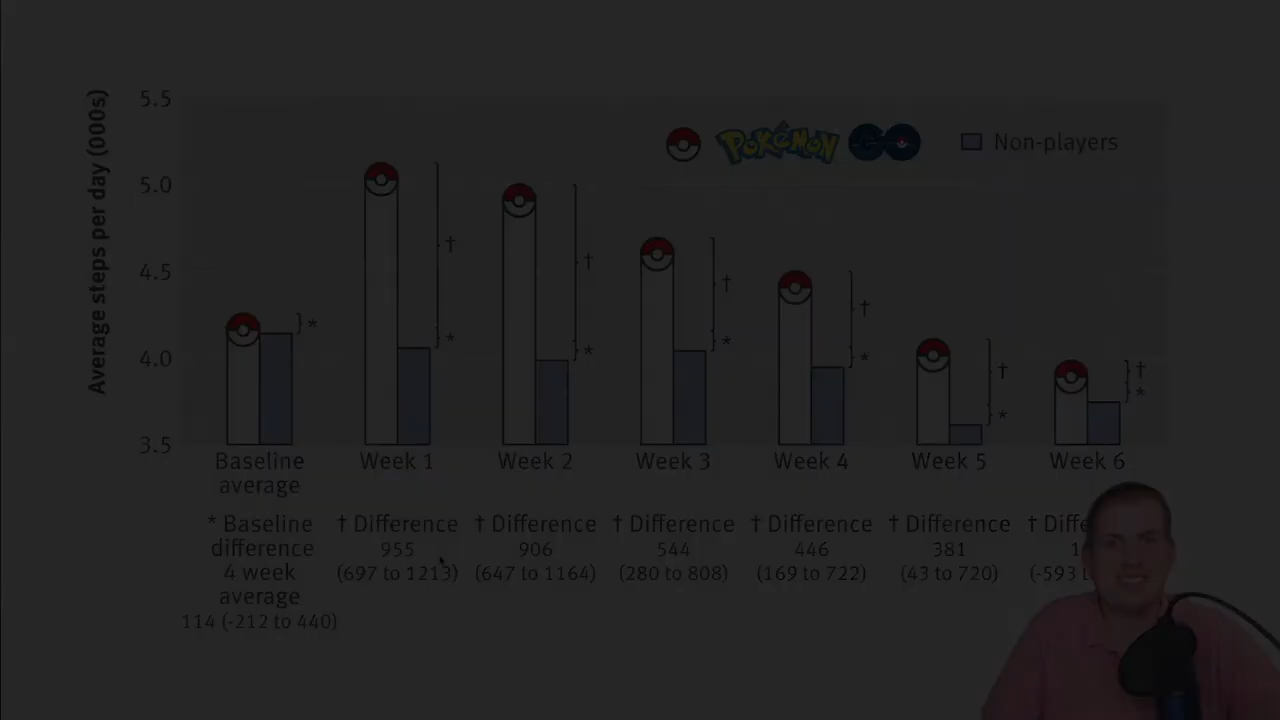 Average steps per day (000s)
5.5
5.0
4.5
4.0
3.5
POKÉMON GO
Non-players
†
†
†
†
†
†
*
*
*
*
*
*
*
Baseline average
Week 1
Week 2
Week 3
Week 4
Week 5
Week 6
* Baseline
difference
4 week
average
114 (-212 to 440)
† Difference
955
(697 to 1213)
† Difference
906
(647 to 1164)
† Difference
544
(280 to 808)
† Difference
446
(169 to 722)
† Difference
381
(43 to 720)
†
(-593